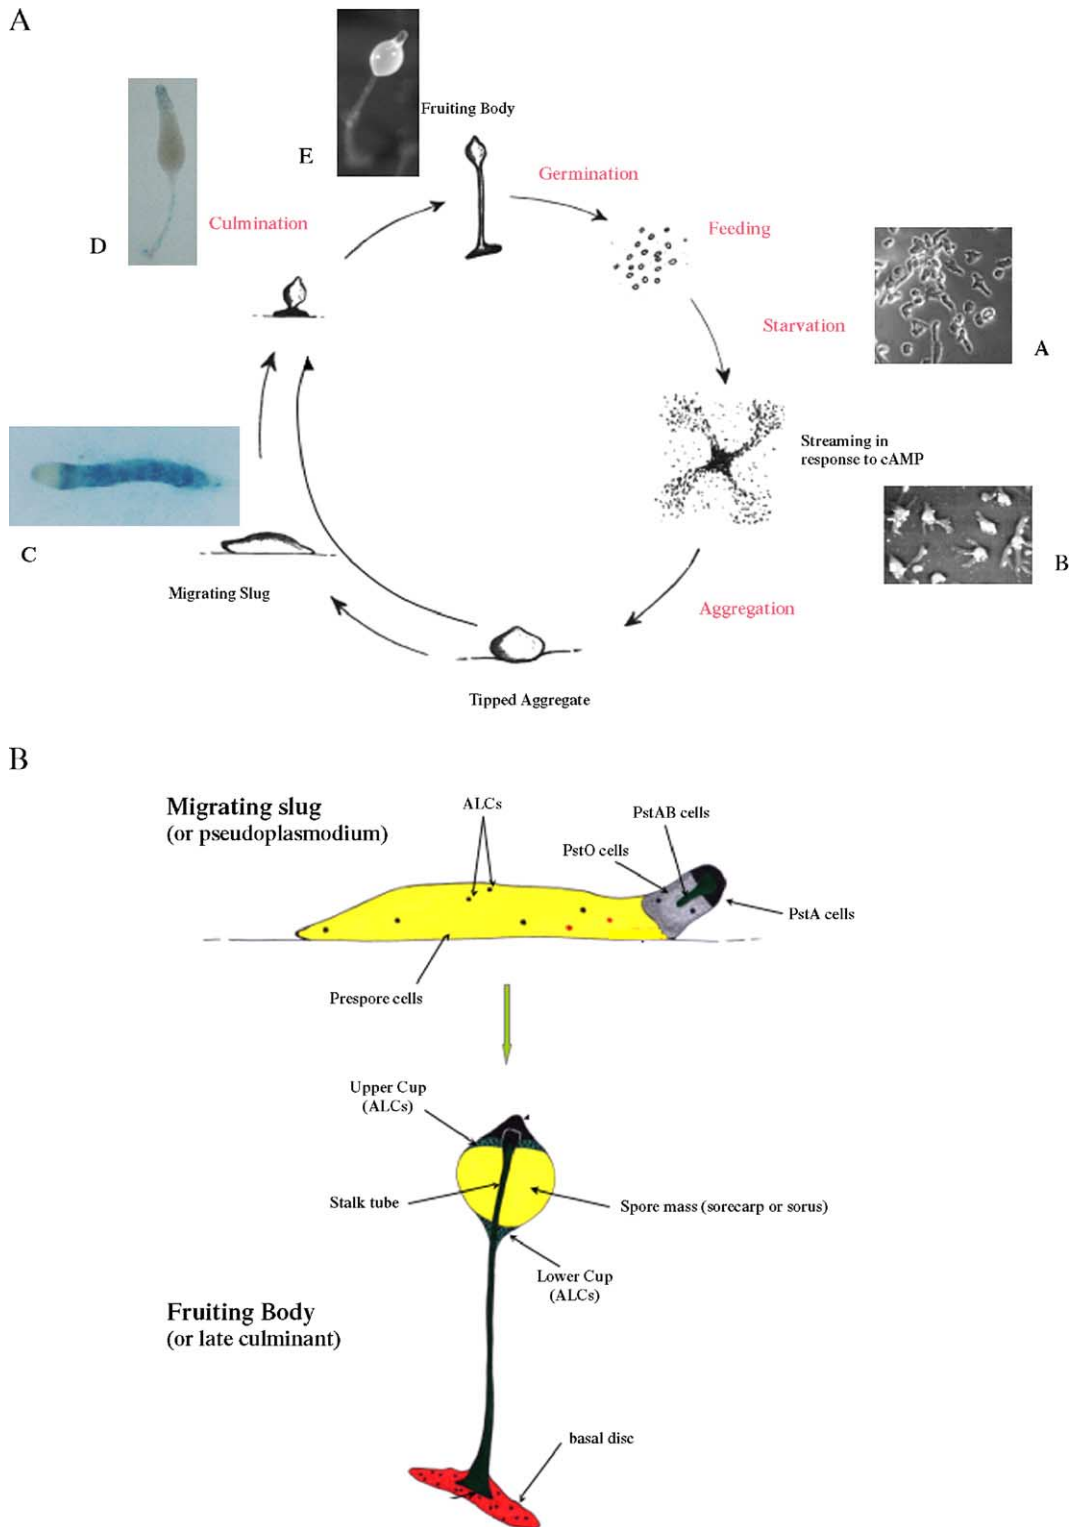 A
Fruiting Body
E
Germination
D
Culmination
Feeding
Starvation
A
Streaming in
response to cAMP
C
B
Migrating Slug
Aggregation
Tipped Aggregate
B
Migrating slug
(or pseudoplasmodium)
ALCs
PstAB cells
PstO cells
PstA cells
Prespore cells
Upper Cup
(ALCs)
Stalk tube
Spore mass (sorecarp or sorus)
Lower Cup
(ALCs)
Fruiting Body
(or late culminant)
basal disc